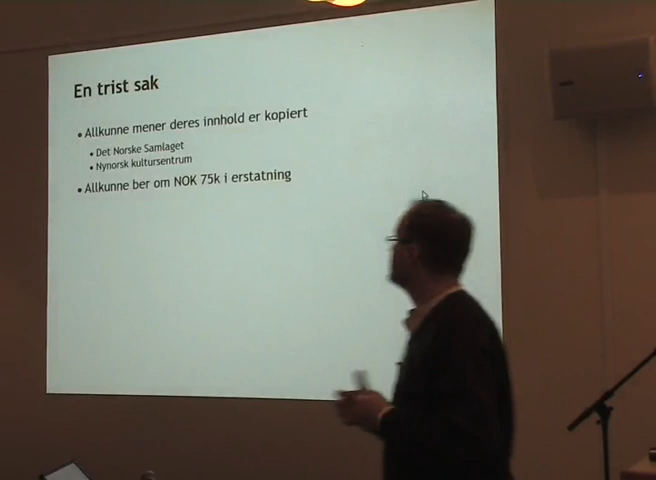 En trist sak
• Allkunne mener deres innhold er kopiert
• Det Norske Samlaget
• Nynorsk kultursentrum
• Allkunne ber om NOK 75k i erstatning